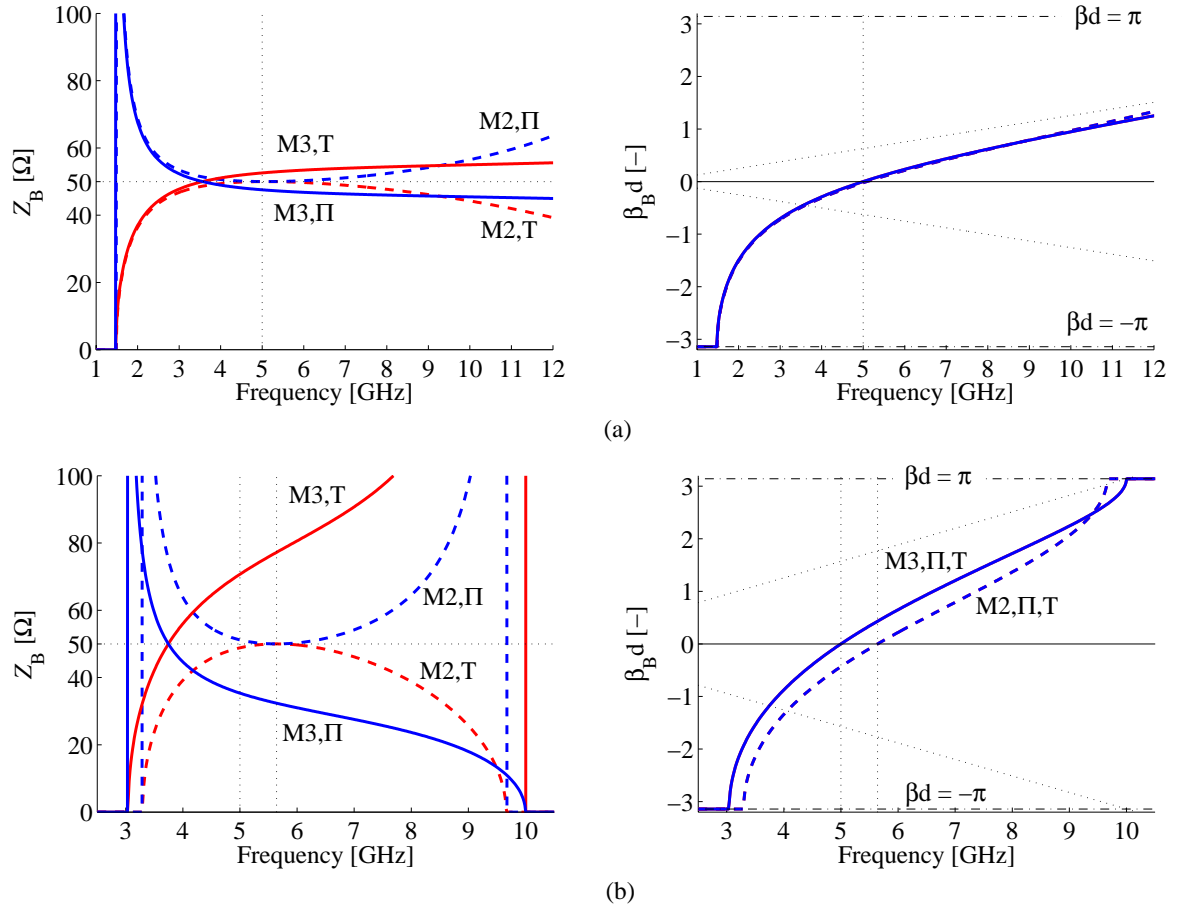 100
80
60
40
20
0
Z_B [Ω]
M3,T
M2,Π
M3,Π
M2,T
1 2 3 4 5 6 7 8 9 10 11 12
Frequency [GHz]
3
2
1
0
−1
−2
−3
β_B d [−]
βd = π
βd = −π
1 2 3 4 5 6 7 8 9 10 11 12
Frequency [GHz]
(a)
100
80
60
50
40
20
0
Z_B [Ω]
M3,T
M2,Π
M2,T
M3,Π
3 4 5 6 7 8 9 10
Frequency [GHz]
3
2
1
0
−1
−2
−3
β_B d [−]
βd = π
M3,Π,T
M2,Π,T
βd = −π
3 4 5 6 7 8 9 10
Frequency [GHz]
(b)